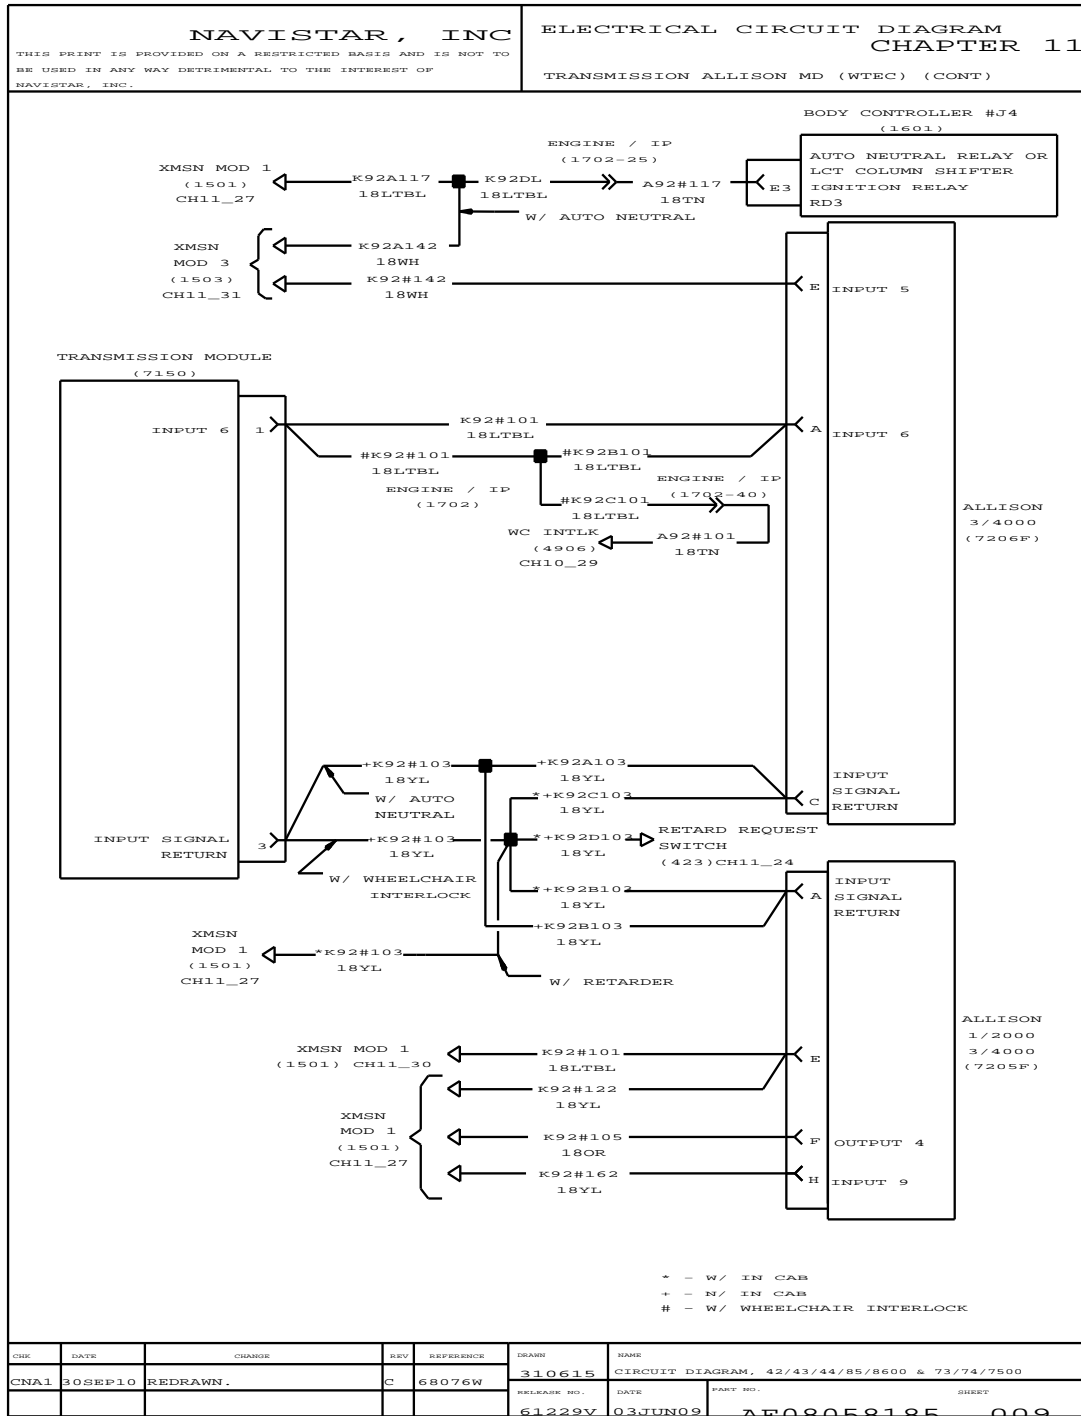 NAVISTAR, INC
THIS PRINT IS PROVIDED ON A RESTRICTED BASIS AND IS NOT TO
BE USED IN ANY WAY DETRIMENTAL TO THE INTEREST OF
NAVISTAR, INC.
ELECTRICAL CIRCUIT DIAGRAM
CHAPTER 11
TRANSMISSION ALLISON MD (WTEC) (CONT)
BODY CONTROLLER #J4
(1601)
AUTO NEUTRAL RELAY OR
LCT COLUMN SHIFTER
IGNITION RELAY
RD3
E3
ENGINE / IP
(1702-25)
XMSN MOD 1
(1501)
CH11_27
K92A117
18LTBL
K92DL
18LTBL
A92#117
18TN
W/ AUTO NEUTRAL
XMSN
MOD 3
(1503)
CH11_31
K92A142
18WH
K92#142
18WH
E
INPUT 5
TRANSMISSION MODULE
(7150)
INPUT 6
1
K92#101
18LTBL
A
INPUT 6
#K92#101
18LTBL
#K92B101
18LTBL
ENGINE / IP
(1702)
ENGINE / IP
(1702-40)
#K92C101
18LTBL
WC INTLK
(4906)
CH10_29
A92#101
18TN
ALLISON
3/4000
(7206F)
+K92#103
18YL
+K92A103
18YL
W/ AUTO
NEUTRAL
*+K92C103
18YL
C
INPUT
SIGNAL
RETURN
INPUT SIGNAL
RETURN
3
+K92#103
18YL
*+K92D103
18YL
RETARD REQUEST
SWITCH
(423)CH11_24
W/ WHEELCHAIR
INTERLOCK
*+K92B103
18YL
A
INPUT
SIGNAL
RETURN
+K92B103
18YL
XMSN
MOD 1
(1501)
CH11_27
*K92#103
18YL
W/ RETARDER
ALLISON
1/2000
3/4000
(7205F)
XMSN MOD 1
(1501) CH11_30
K92#101
18LTBL
E
K92#122
18YL
XMSN
MOD 1
(1501)
CH11_27
K92#105
18OR
F
OUTPUT 4
K92#162
18YL
H
INPUT 9
* - W/ IN CAB
+ - N/ IN CAB
# - W/ WHEELCHAIR INTERLOCK
CHK DATE CHANGE REV REFERENCE
CNA1 30SEP10 REDRAWN. C 68076W
DRAWN
310615
NAME
CIRCUIT DIAGRAM, 42/43/44/85/8600 & 73/74/7500
RELEASE NO.
61229V
DATE
03JUN09
PART NO.
AF08058185
SHEET
009